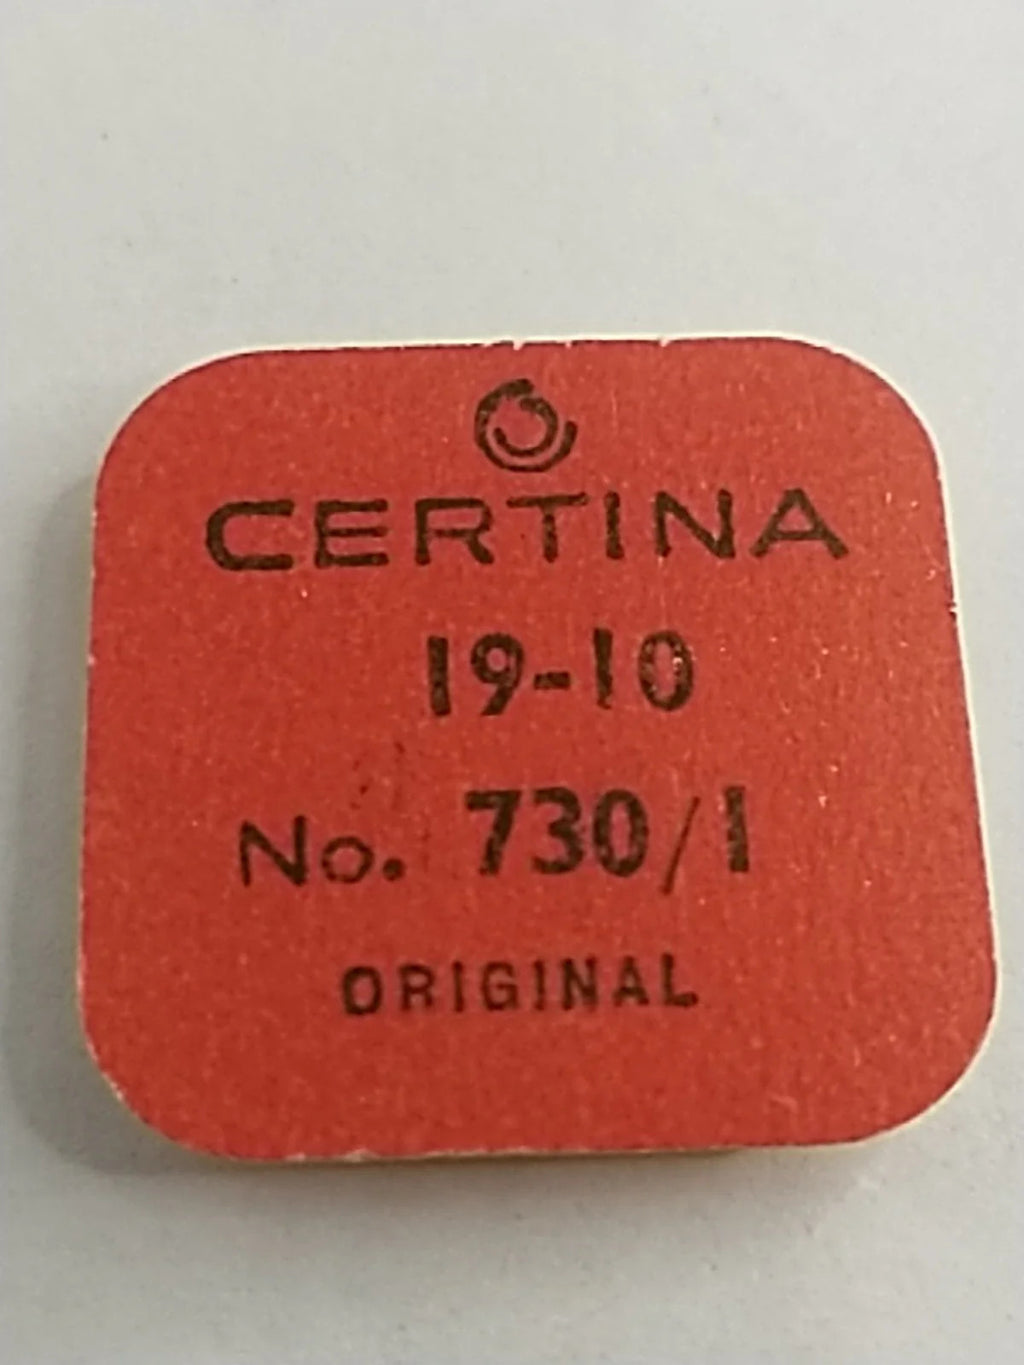 CERTINA
19-10
No. 730/1
ORIGINAL